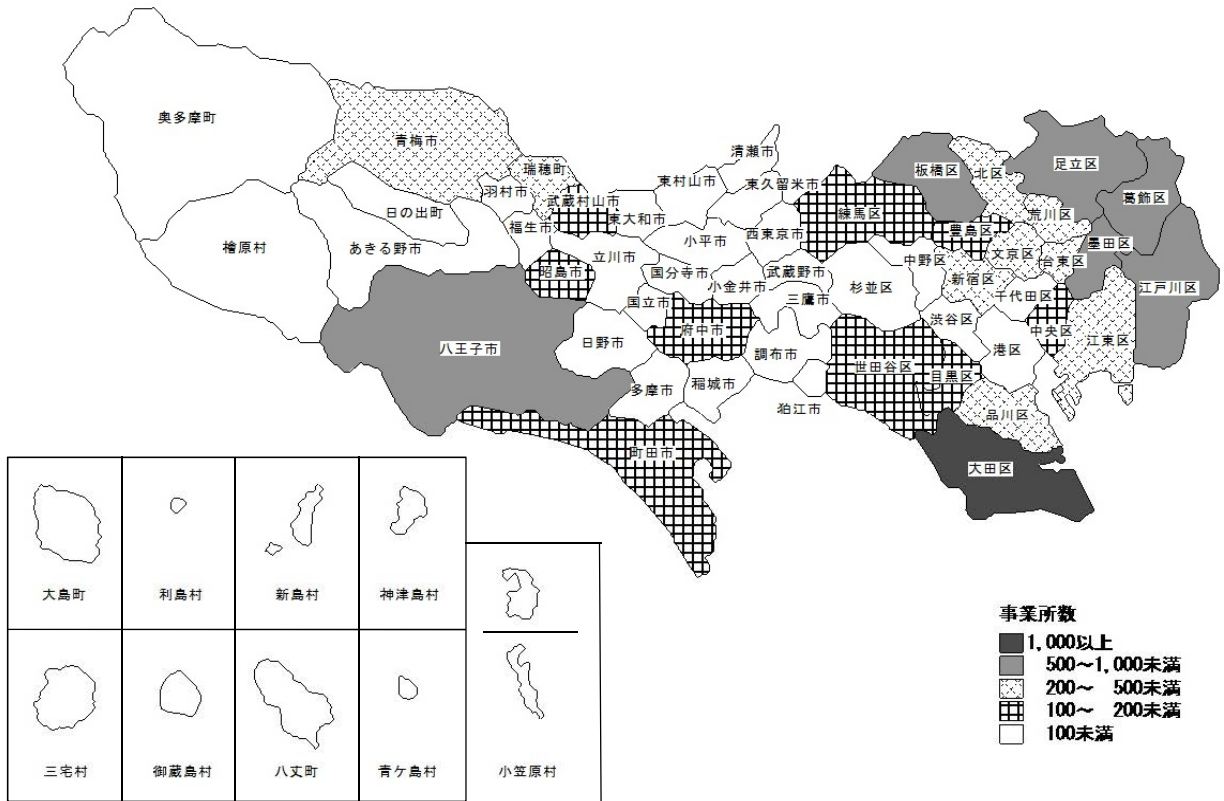 奥多摩町
青梅市
瑞穂町
羽村市
武蔵村山市
日の出町
檜原村
あきる野市
福生市
東大和市
東村山市
清瀬市
東久留米市
小平市
西東京市
立川市
昭島市
国分寺市
小金井市
武蔵野市
三鷹市
国立市
府中市
八王子市
日野市
調布市
多摩市
稲城市
狛江市
町田市
練馬区
板橋区
北区
足立区
葛飾区
荒川区
豊島区
文京区
台東区
墨田区
江戸川区
中野区
新宿区
千代田区
杉並区
渋谷区
港区
中央区
江東区
世田谷区
目黒区
品川区
大田区
大島町
利島村
新島村
神津島村
三宅村
御蔵島村
八丈町
青ケ島村
小笠原村
事業所数
1,000以上
500～1,000未満
200～ 500未満
100～ 200未満
100未満